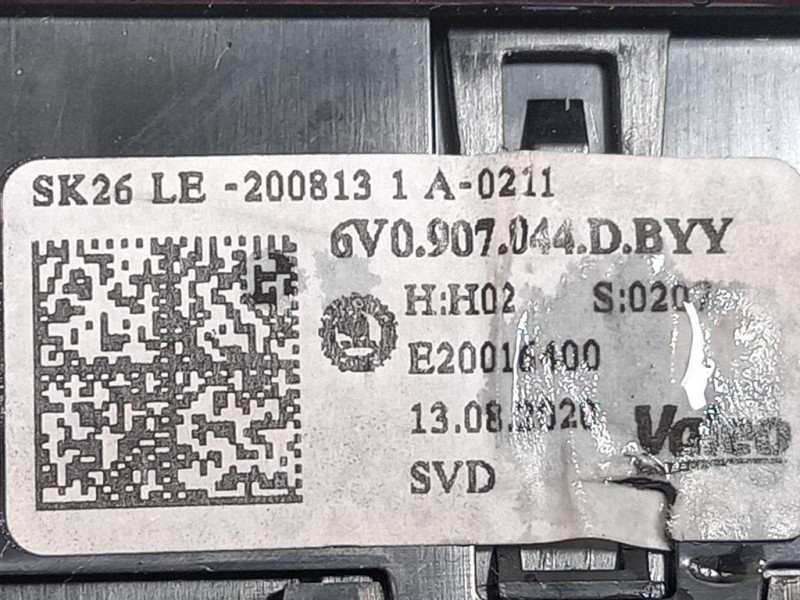 SK26 LE -200813 1 A-0211
6V0.907.044.D.BYY
H:H02
E20016400
13.08.2020
SVD
Valeo